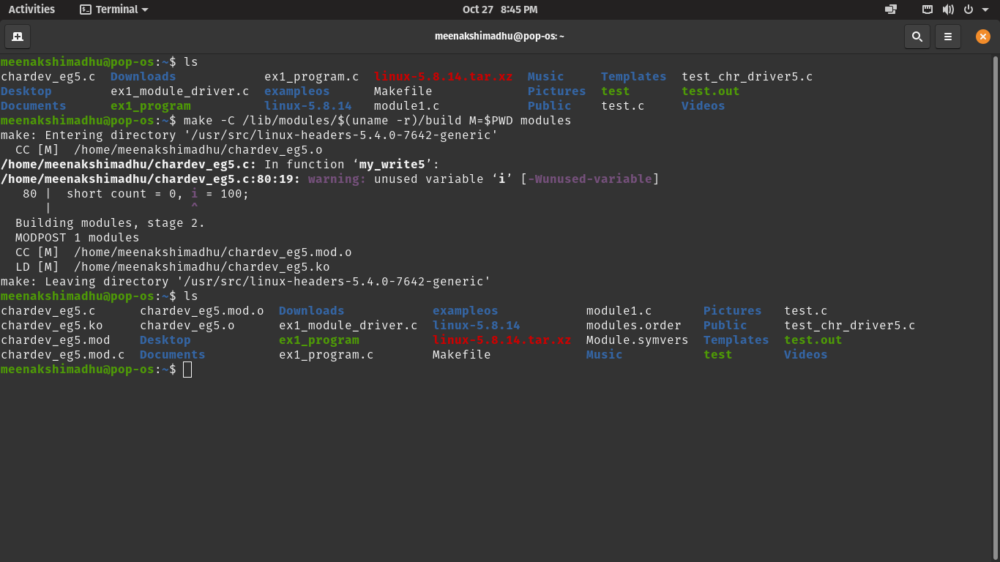 Activities Terminal Oct 27 8:45 PM
meenakshimadhu@pop-os: ~
meenakshimadhu@pop-os:~$ ls
chardev_eg5.c  Downloads            ex1_program.c  linux-5.8.14.tar.xz  Music     Templates  test_chr_driver5.c
Desktop        ex1_module_driver.c  exampleos      Makefile             Pictures  test       test.out
Documents      ex1_program          linux-5.8.14   module1.c            Public    test.c     Videos
meenakshimadhu@pop-os:~$ make -C /lib/modules/$(uname -r)/build M=$PWD modules
make: Entering directory '/usr/src/linux-headers-5.4.0-7642-generic'
  CC [M]  /home/meenakshimadhu/chardev_eg5.o
/home/meenakshimadhu/chardev_eg5.c: In function ‘my_write5’:
/home/meenakshimadhu/chardev_eg5.c:80:19: warning: unused variable ‘i’ [-Wunused-variable]
   80 |  short count = 0, i = 100;
      |                   ^
  Building modules, stage 2.
  MODPOST 1 modules
  CC [M]  /home/meenakshimadhu/chardev_eg5.mod.o
  LD [M]  /home/meenakshimadhu/chardev_eg5.ko
make: Leaving directory '/usr/src/linux-headers-5.4.0-7642-generic'
meenakshimadhu@pop-os:~$ ls
chardev_eg5.c      chardev_eg5.mod.o  Downloads            exampleos            module1.c       Pictures   test.c
chardev_eg5.ko     chardev_eg5.o      ex1_module_driver.c  linux-5.8.14         modules.order   Public     test_chr_driver5.c
chardev_eg5.mod    Desktop            ex1_program          linux-5.8.14.tar.xz  Module.symvers  Templates  test.out
chardev_eg5.mod.c  Documents          ex1_program.c        Makefile             Music           test       Videos
meenakshimadhu@pop-os:~$